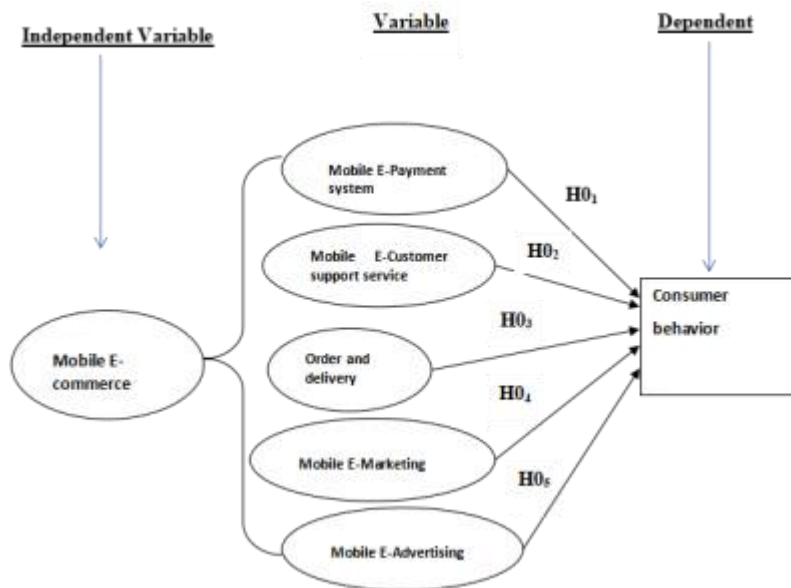 Independent Variable
Variable
Dependent
Mobile E-Payment
system
H0₁
Mobile E-Customer
support service
H0₂
Consumer
behavior
H0₃
Order and
delivery
Mobile E-
commerce
H0₄
Mobile E-Marketing
H0₅
Mobile E-Advertising